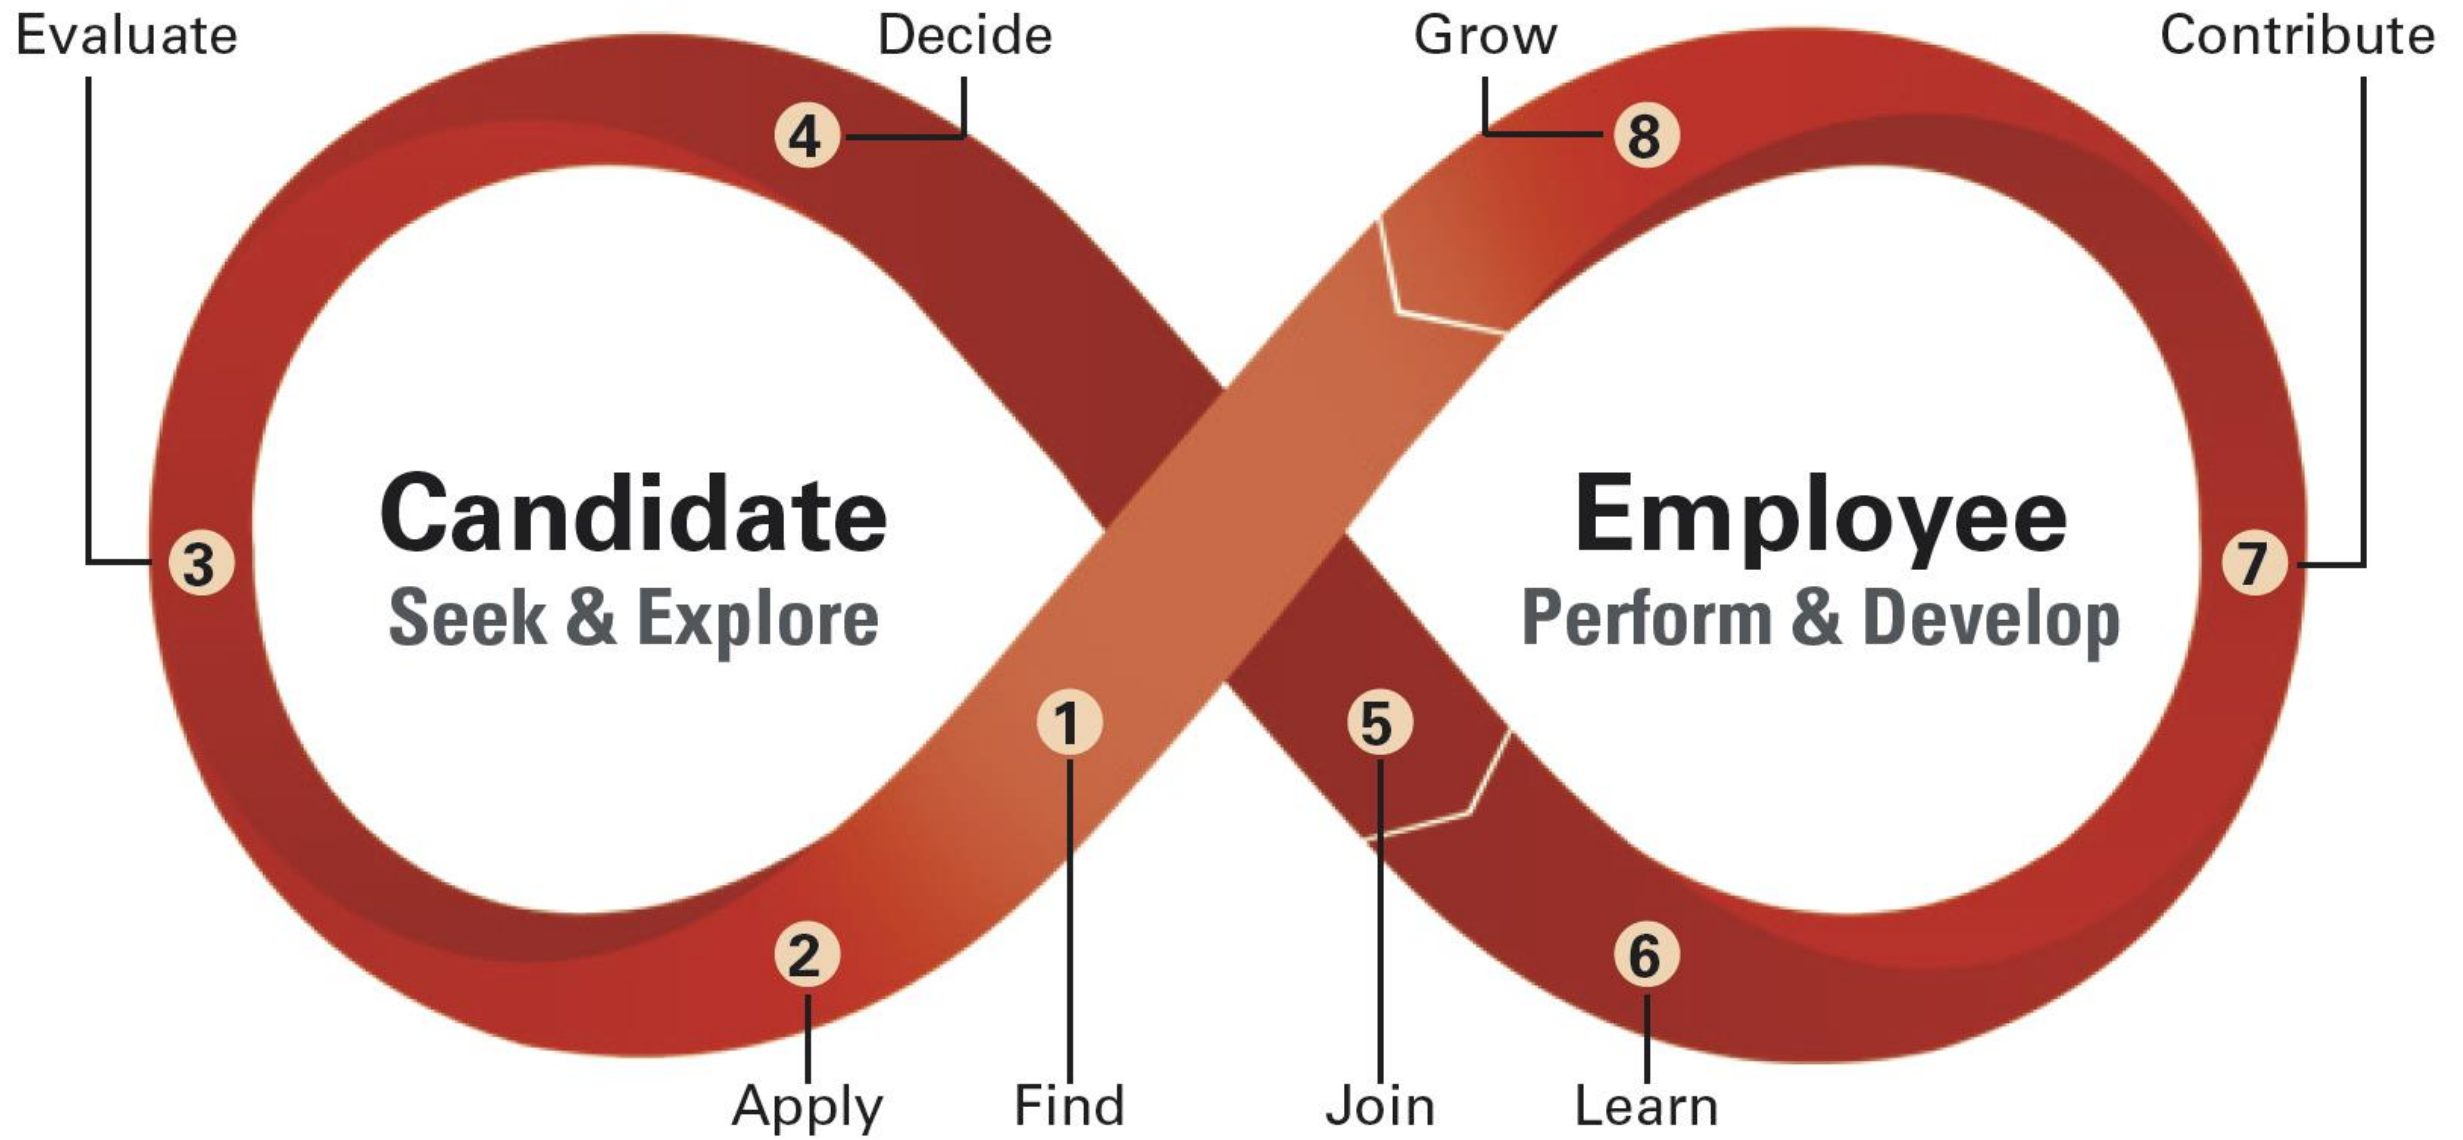 Evaluate
Decide
Grow
Contribute
4
8
Candidate
Seek & Explore
Employee
Perform & Develop
3
7
1
5
2
6
Apply
Find
Join
Learn